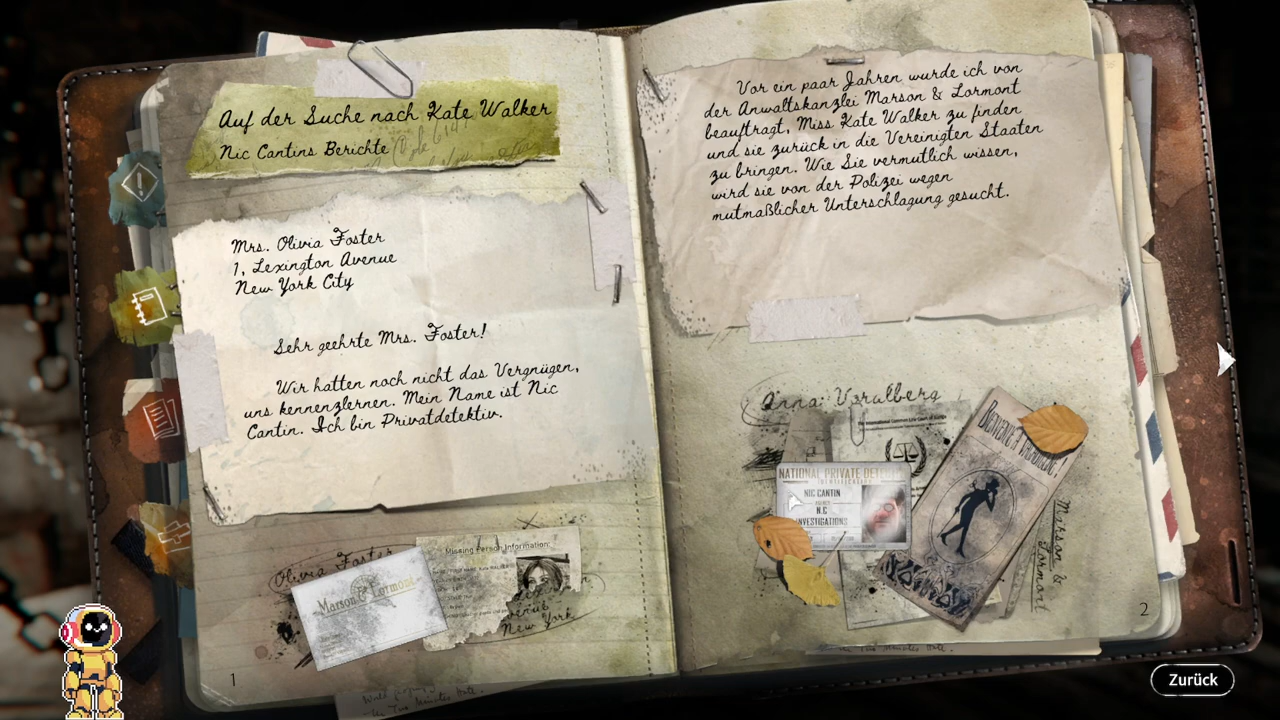 Auf der Suche nach Kate Walker
Nic Cantins Berichte
Mrs. Olivia Foster
1, Lexington Avenue
New York City
Sehr geehrte Mrs. Foster!
Wir hatten noch nicht das Vergnügen,
uns kennenzlernen. Mein Name ist Nic
Cantin. Ich bin Privatdetektiv.
Olivia Foster
Marson & Lormont
Missing Person Information:
New York
1
Vor ein paar Jahren wurde ich von
der Anwaltskanzlei Marson & Lormont
beauftragt, Miss Kate Walker zu finden
und sie zurück in die Vereinigten Staaten
zu bringen. Wie Sie vermutlich wissen,
wird sie von der Polizei wegen
mutmaßlicher Unterschlagung gesucht.
Anna Voralberg
NATIONAL PRIVATE
NIC CANTIN
N.C
INVESTIGATIONS
Marson &
Lormont
2
Zurück